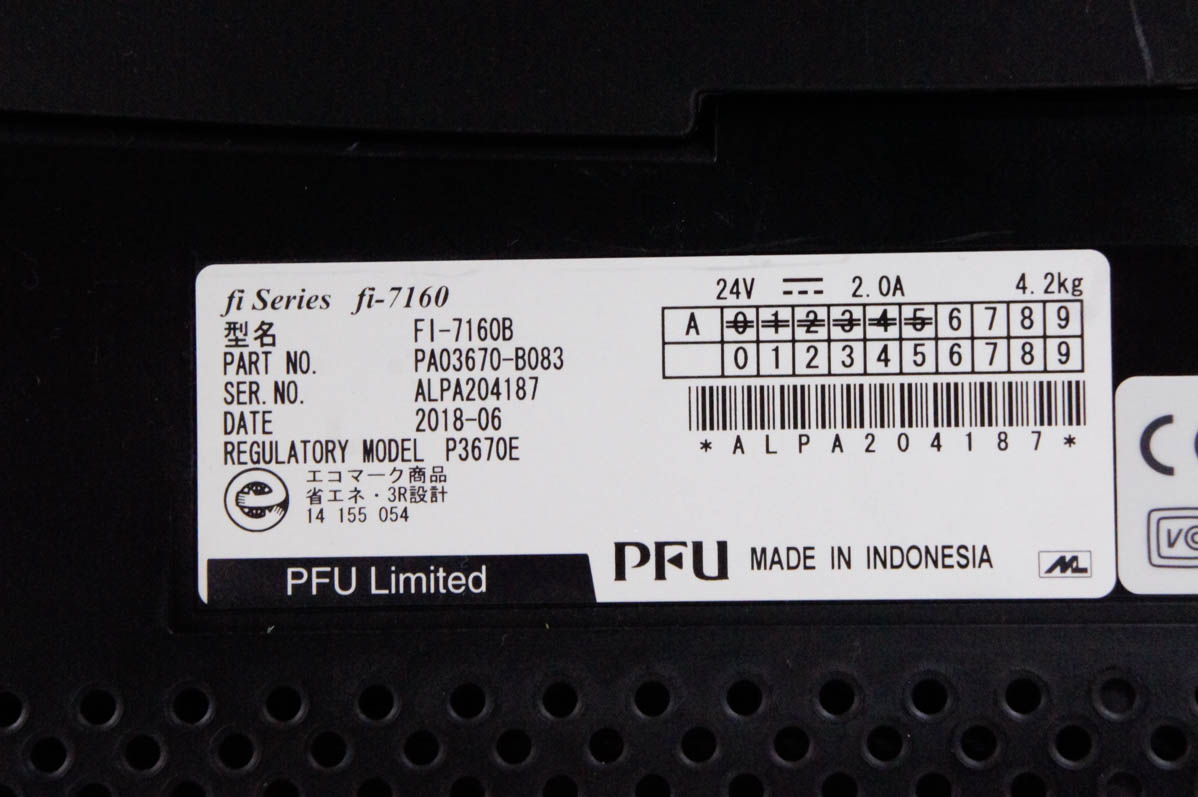 fi Series fi-7160
24V 2.0A 4.2kg
型名 FI-7160B
A 0 1 2 3 4 5 6 7 8 9
0 1 2 3 4 5 6 7 8 9
PART NO. PA03670-B083
SER.NO. ALPA204187
DATE 2018-06
*ALPA204187*
REGULATORY MODEL P3670E
エコマーク商品
省エネ・3R設計
14 155 054
PFU Limited
PFU MADE IN INDONESIA